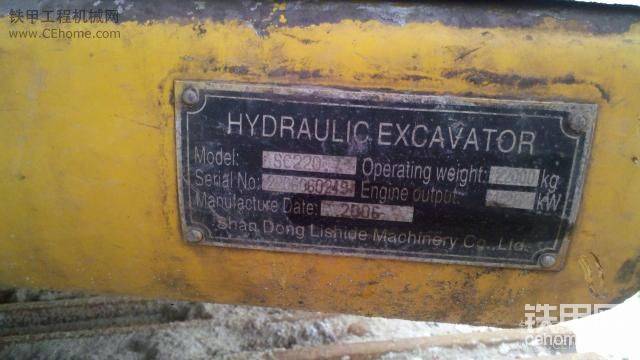 铁甲工程机械网
www.CEhome.com
HYDRAULIC EXCAVATOR
Model: SC220 Operating weight: kg
Serial No: Engine output: kW
Manufacture Date: 2006
Shan Dong Lishide Machinery Co., Ltd.
铁甲网
cehome.com